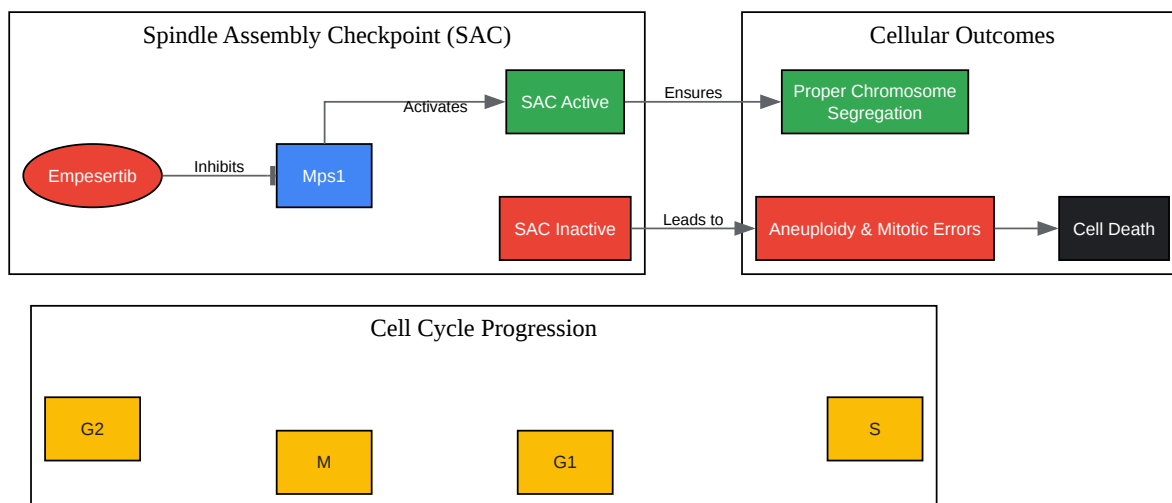 Spindle Assembly Checkpoint (SAC)
Empesertib
Inhibits
Mps1
Activates
SAC Active
SAC Inactive
Ensures
Leads to
Cellular Outcomes
Proper Chromosome
Segregation
Aneuploidy & Mitotic Errors
Cell Death
Cell Cycle Progression
G2
M
G1
S